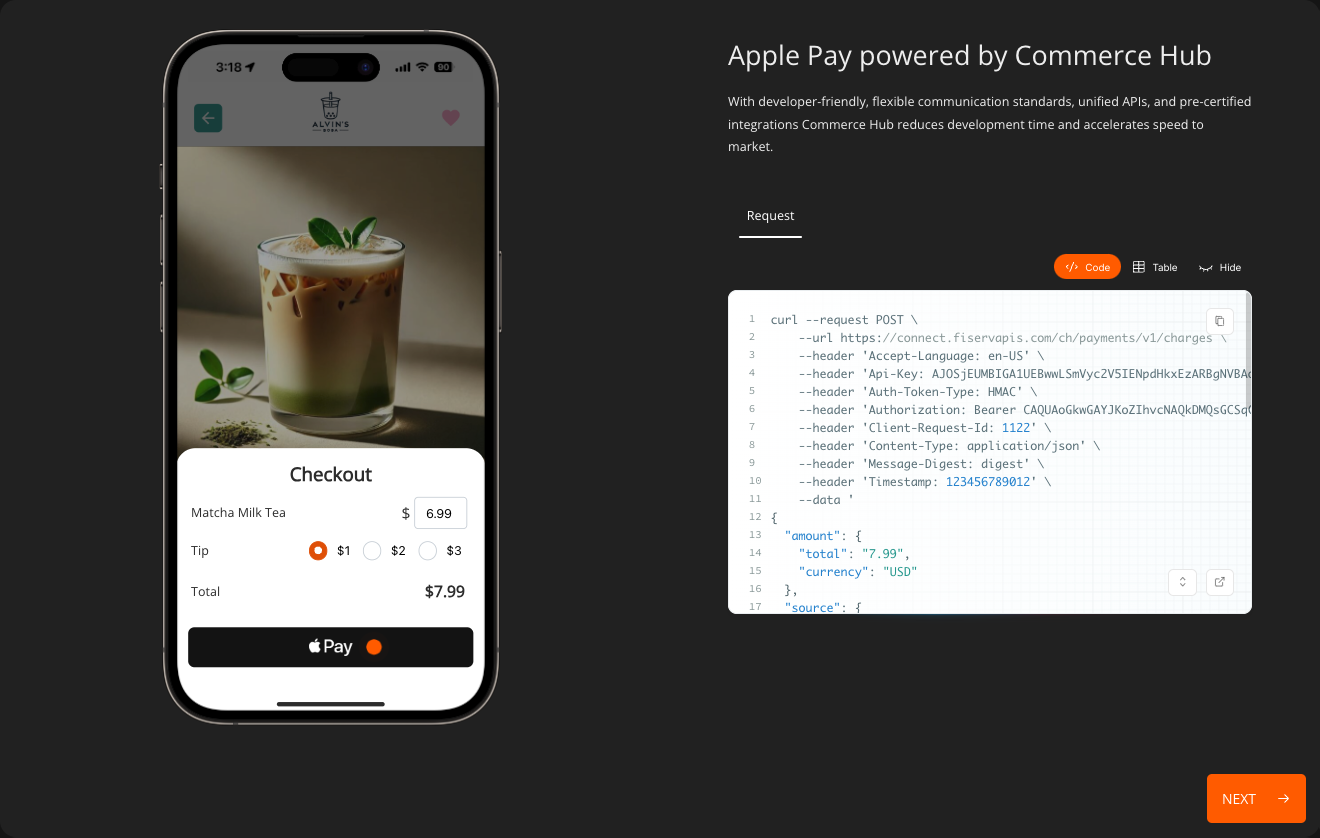 3:18
90
ALVIN'S
BOBA
Checkout
Matcha Milk Tea
$ 6.99
Tip
$1 $2 $3
Total
$7.99
Pay
Apple Pay powered by Commerce Hub
With developer-friendly, flexible communication standards, unified APIs, and pre-certified
integrations Commerce Hub reduces development time and accelerates speed to
market.
Request
</> Code Table Hide
1 curl --request POST \
2 --url https://connect.fiservapis.com/ch/payments/v1/charges \
3 --header 'Accept-Language: en-US' \
4 --header 'Api-Key: AJOSjEUMBIGA1UEBwwLSmVyc2V5IENpdHkxEzARBgNVBAo
5 --header 'Auth-Token-Type: HMAC' \
6 --header 'Authorization: Bearer CAQUAoGkwGAYJKoZIhvcNAQkDMQsGCSqG
7 --header 'Client-Request-Id: 1122' \
8 --header 'Content-Type: application/json' \
9 --header 'Message-Digest: digest' \
10 --header 'Timestamp: 123456789012' \
11 --data '
12 {
13 "amount": {
14 "total": "7.99",
15 "currency": "USD"
16 },
17 "source": {
NEXT